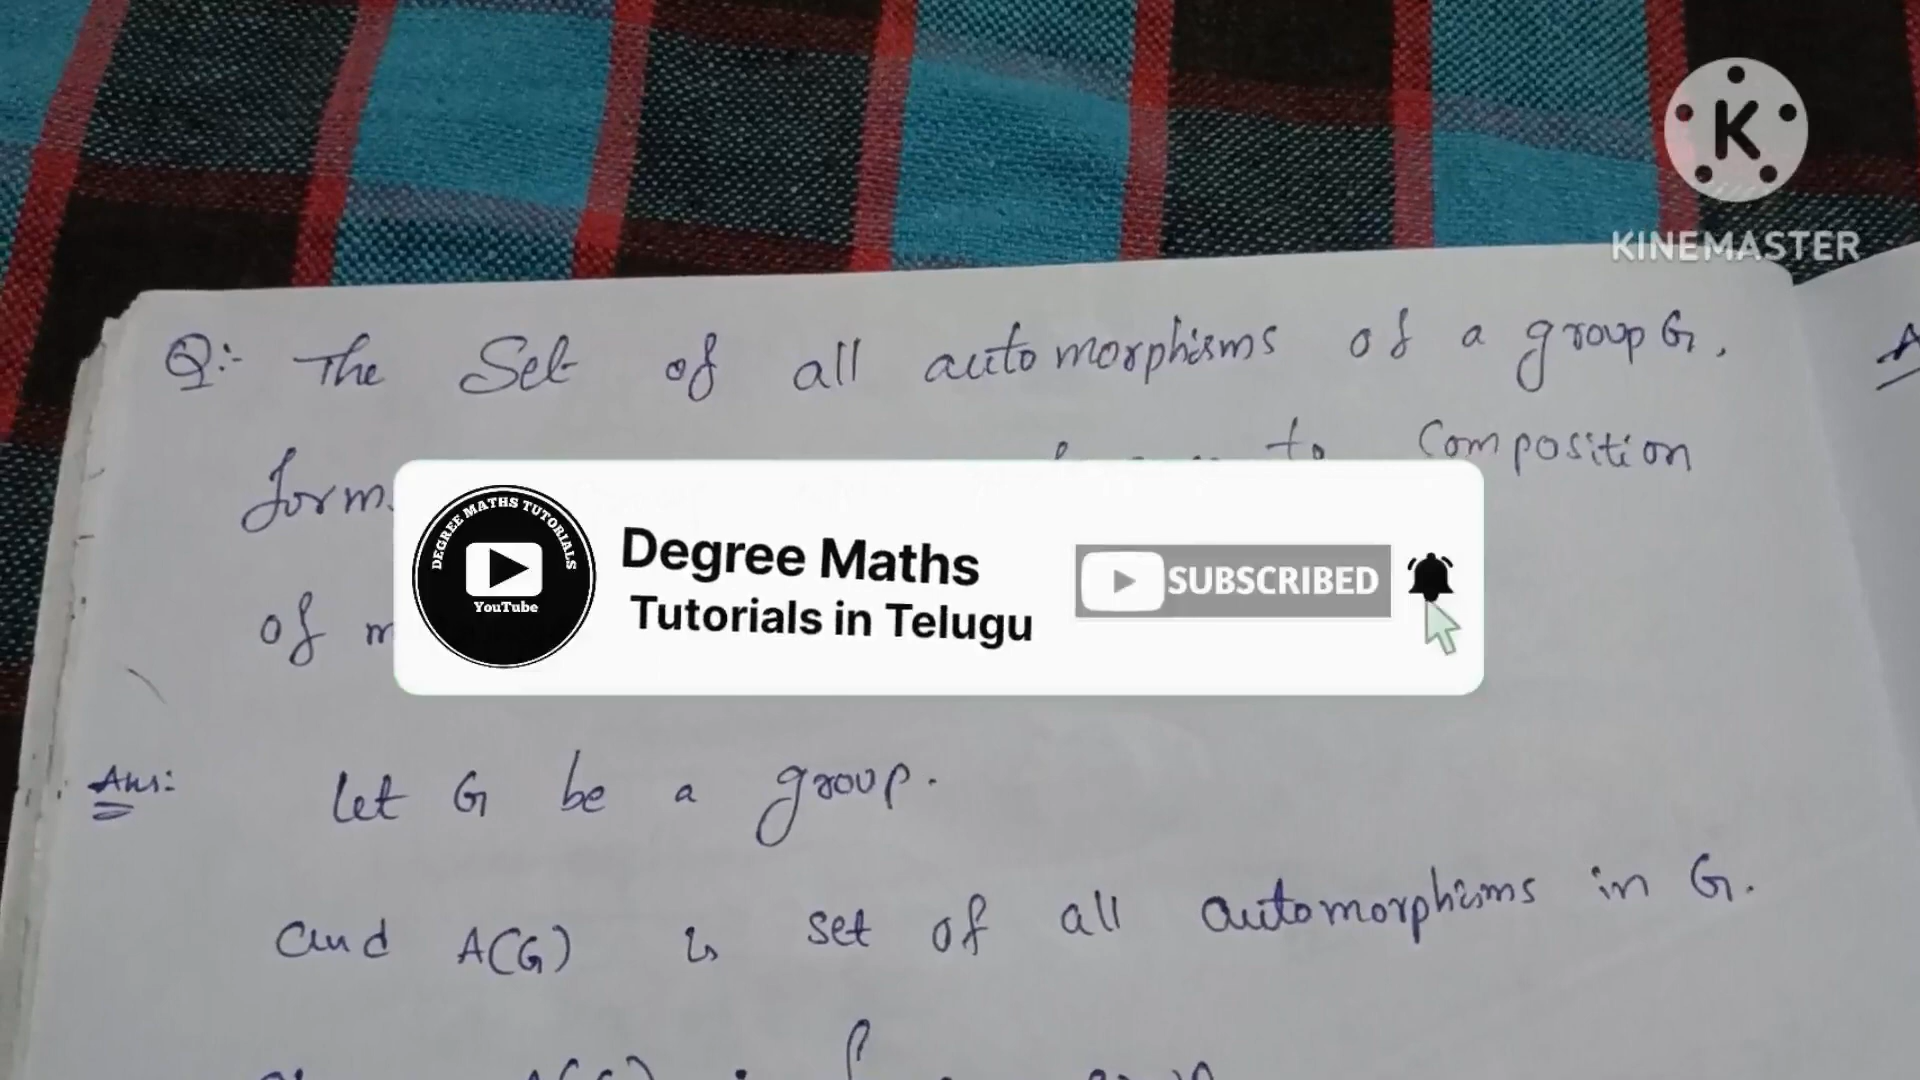 K
KINEMASTER
Q:- The Set of all automorphisms of a group G,
forms to Composition
of
DEGREE MATHS TUTORIALS
YouTube
Degree Maths
Tutorials in Telugu
SUBSCRIBED
Ans: Let G be a group.
and A(G) is set of all automorphisms in G.